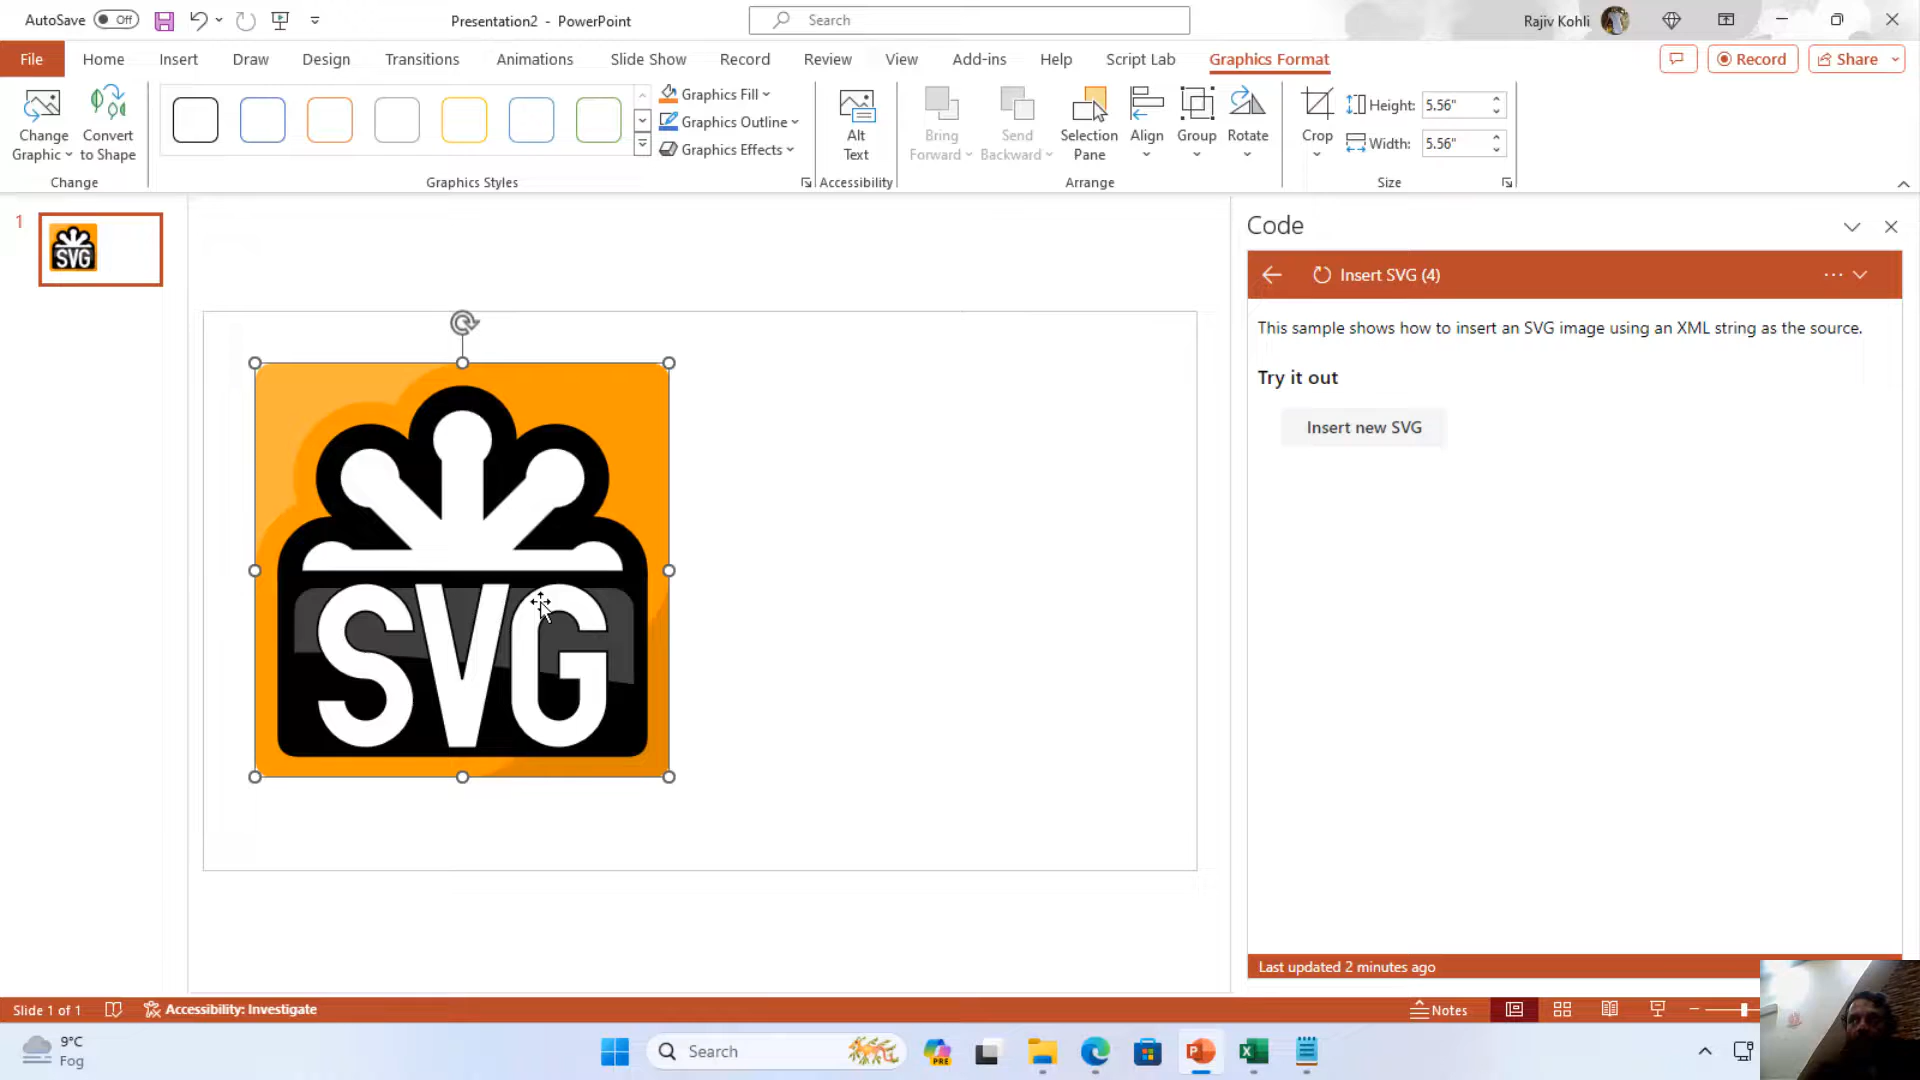 AutoSave Off
Presentation2 - PowerPoint
Search
Rajiv Kohli
File Home Insert Draw Design Transitions Animations Slide Show Record Review View Add-ins Help Script Lab Graphics Format
Record
Share
Change
Graphic
Convert
to Shape
Change
Graphics Fill
Graphics Outline
Graphics Effects
Graphics Styles
Alt
Text
Accessibility
Bring
Forward
Send
Backward
Selection
Pane
Align
Group
Rotate
Arrange
Crop
Height: 5.56"
Width: 5.56"
Size
1
SVG
SVG
Code
Insert SVG (4)
This sample shows how to insert an SVG image using an XML string as the source.
Try it out
Insert new SVG
Last updated 2 minutes ago
Slide 1 of 1
Accessibility: Investigate
Notes
9°C
Fog
Search
PRE